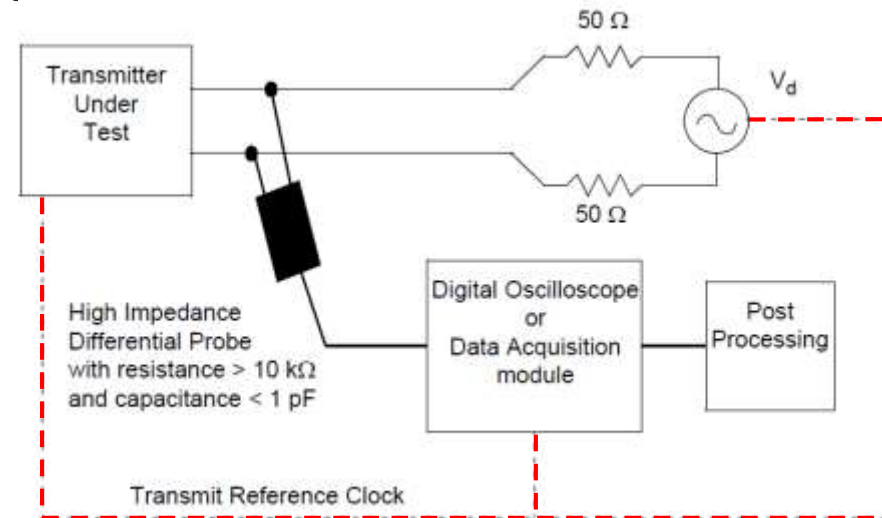 50 Ω
Transmitter
Under
Test
Vd
50 Ω
High Impedance
Differential Probe
with resistance > 10 kΩ
and capacitance < 1 pF
Digital Oscilloscope
or
Data Acquisition
module
Post
Processing
Transmit Reference Clock